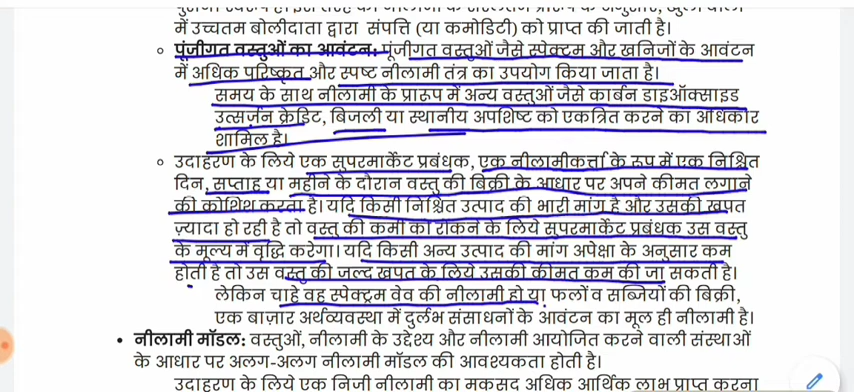 में उच्चतम बोलीदाता द्वारा संपत्ति (या कमोडिटी) को प्राप्त की जाती है।
पूंजीगत वस्तुओं का आवंटन: पूंजीगत वस्तुओं जैसे स्पेक्ट्रम और खनिजों के आवंटन
में अधिक परिष्कृत और स्पष्ट नीलामी तंत्र का उपयोग किया जाता है।
समय के साथ नीलामी के प्रारूप में अन्य वस्तुओं जैसे कार्बन डाइऑक्साइड
उत्सर्जन क्रेडिट, बिजली या स्थानीय अपशिष्ट को एकत्रित करने का अधिकार
शामिल है।
उदाहरण के लिये एक सुपरमार्केट प्रबंधक, एक नीलामीकर्त्ता के रूप में एक निश्चित
दिन, सप्ताह या महीने के दौरान वस्तु की बिक्री के आधार पर अपने कीमत लगाने
की कोशिश करता है। यदि किसी निश्चित उत्पाद की भारी मांग है और उसकी खपत
ज़्यादा हो रही है तो वस्तु की कमी को रोकने के लिये सुपरमार्केट प्रबंधक उस वस्तु
के मूल्य में वृद्धि करेगा। यदि किसी अन्य उत्पाद की मांग अपेक्षा के अनुसार कम
होती है तो उस वस्तु की जल्द खपत के लिये उसकी कीमत कम की जा सकती है।
लेकिन चाहे वह स्पेक्ट्रम वेव की नीलामी हो या फलों व सब्जियों की बिक्री,
एक बाज़ार अर्थव्यवस्था में दुर्लभ संसाधनों के आवंटन का मूल ही नीलामी है।
नीलामी मॉडल: वस्तुओं, नीलामी के उद्देश्य और नीलामी आयोजित करने वाली संस्थाओं
के आधार पर अलग-अलग नीलामी मॉडल की आवश्यकता होती है।
उदाहरण के लिये एक निजी नीलामी का मकसद अधिक आर्थिक लाभ प्राप्त करना